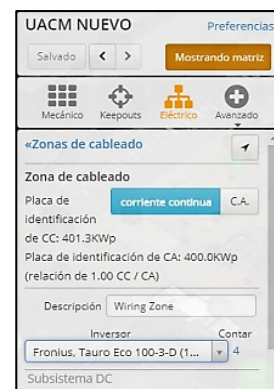 UACM NUEVO Preferencias
Salvado < > Mostrando matriz
Mecánico Keepouts Eléctrico Avanzado
«Zonas de cableado
Zona de cableado
Placa de corriente continua C.A.
identificación
de CC: 401.3KWp
Placa de identificación de CA: 400.0KWp
(relación de 1.00 CC / CA)
Descripción Wiring Zone
Inversor Contar
Fronius, Tauro Eco 100-3-D (1... 4
Subsistema DC